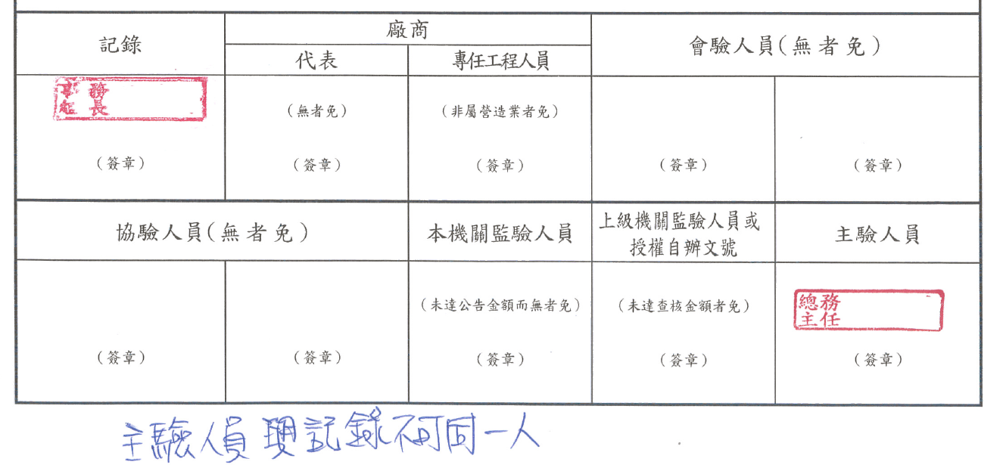 記錄
廠商
會驗人員(無者免)
代表
專任工程人員
事務
組長
(無者免)
(非屬營造業者免)
(簽章)
(簽章)
(簽章)
(簽章)
(簽章)
協驗人員(無者免)
本機關監驗人員
上級機關監驗人員或
授權自辦文號
主驗人員
(未達公告金額而無者免)
(未達查核金額者免)
總務
主任
(簽章)
(簽章)
(簽章)
(簽章)
(簽章)
主驗人員 與記錄不可同一人